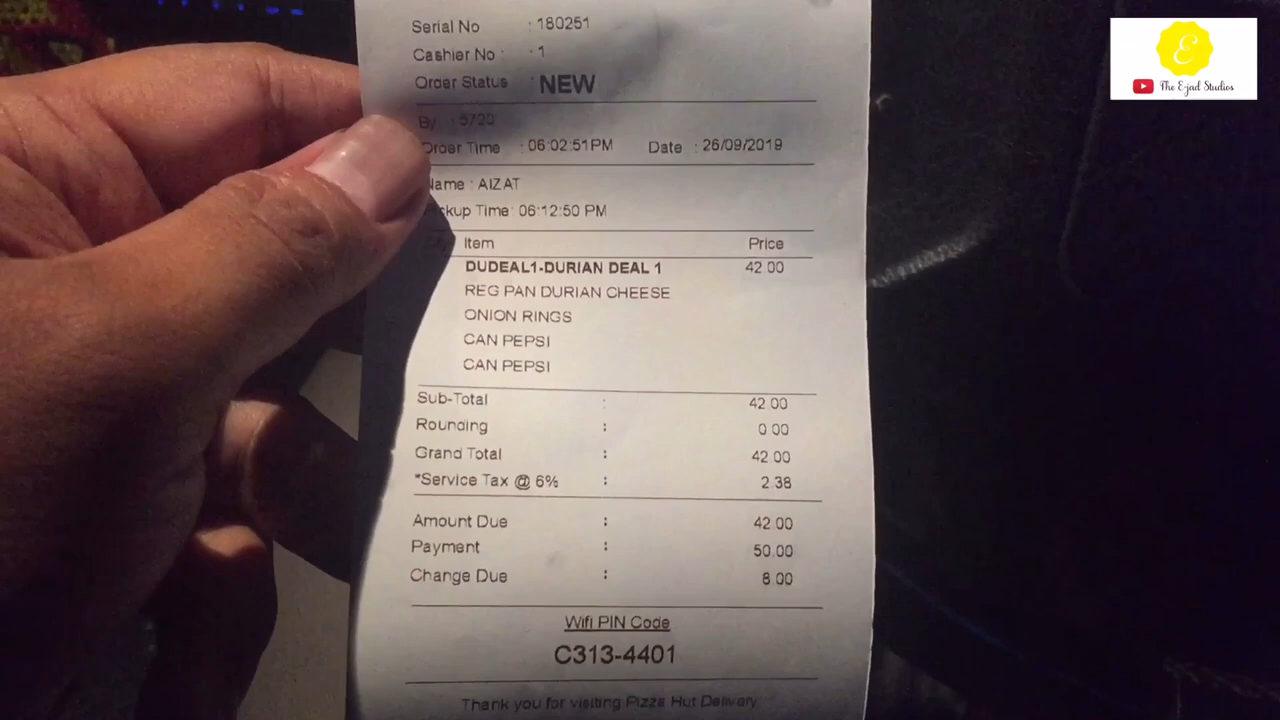 Serial No : 180251
Cashier No : 1
Order Status : NEW
By : 5/20
Order Time : 06:02:51PM Date : 26/09/2019
Name : AIZAT
Pickup Time: 06:12:50 PM
Item Price
DUDEAL1-DURIAN DEAL 1 42.00
REG PAN DURIAN CHEESE
ONION RINGS
CAN PEPSI
CAN PEPSI
Sub-Total : 42.00
Rounding : 0.00
Grand Total : 42.00
*Service Tax @ 6% : 2.38
Amount Due : 42.00
Payment : 50.00
Change Due : 8.00
Wifi PIN Code
C313-4401
Thank you for visiting Pizza Hut Delivery
E
The E-jad Studios